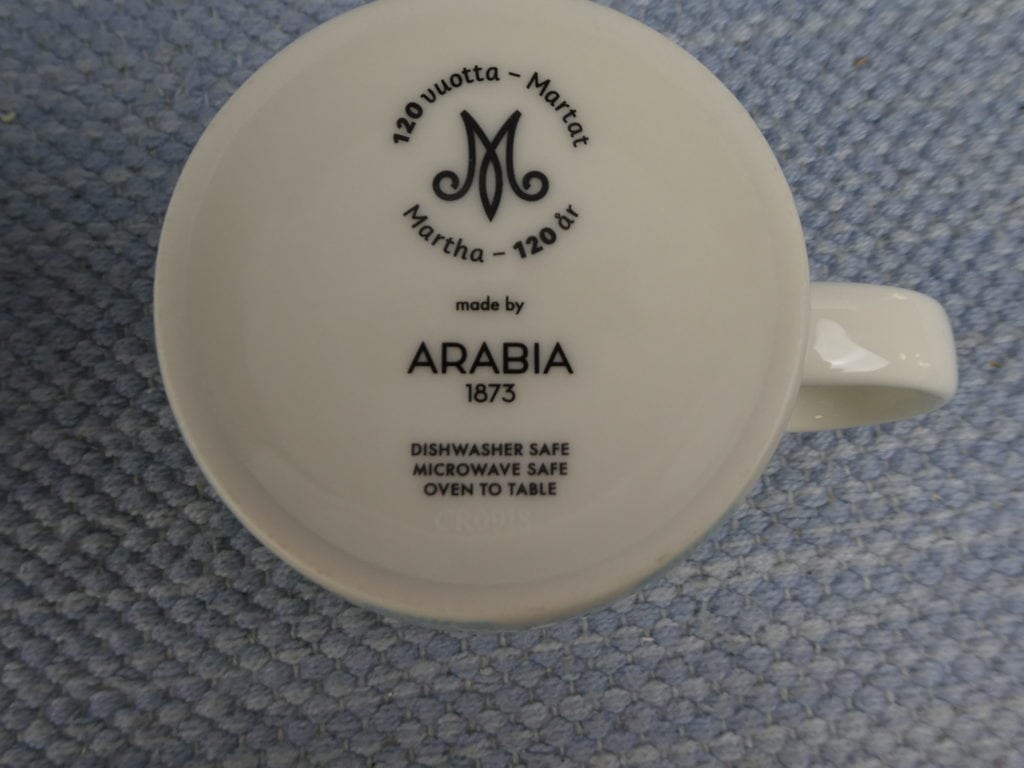 120 vuotta – Martat
M
Martha – 120 år
made by
ARABIA
1873
DISHWASHER SAFE
MICROWAVE SAFE
OVEN TO TABLE